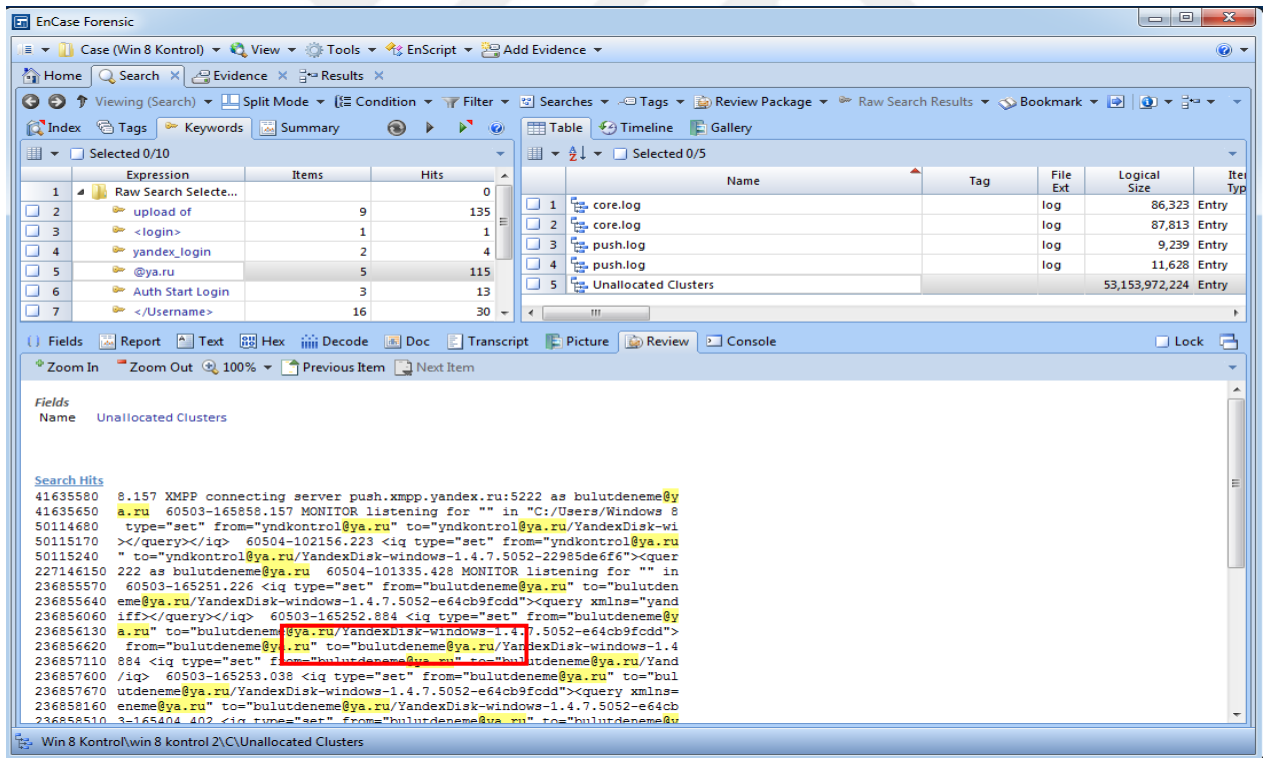 EnCase Forensic
Case (Win 8 Kontrol) View Tools EnScript Add Evidence
Home Search Evidence Results
Viewing (Search) Split Mode Condition Filter Searches Tags Review Package Raw Search Results Bookmark
Index Tags Keywords Summary Table Timeline Gallery
Selected 0/10 Selected 0/5
Expression Items Hits
1 Raw Search Selecte... 0
2 upload of 9 135
3 <login> 1 1
4 yandex_login 2 4
5 @ya.ru 5 115
6 Auth Start Login 3 13
7 </Username> 16 30
Name Tag File Ext Logical Size Iter Typ
1 core.log log 86,323 Entry
2 core.log log 87,813 Entry
3 push.log log 9,239 Entry
4 push.log log 11,628 Entry
5 Unallocated Clusters 53,153,972,224 Entry
Fields Report Text Hex Decode Doc Transcript Picture Review Console Lock
Zoom In Zoom Out 100% Previous Item Next Item
Fields
Name Unallocated Clusters
Search Hits
41635580 8.157 XMPP connecting server push.xmpp.yandex.ru:5222 as bulutdeneme@y
41635650 a.ru 60503-165858.157 MONITOR listening for "" in "C:/Users/Windows 8
50114680 type="set" from="yndkontrol@ya.ru" to="yndkontrol@ya.ru/YandexDisk-wi
50115170 ></query></iq> 60504-102156.223 <iq type="set" from="yndkontrol@ya.ru
50115240 " to="yndkontrol@ya.ru/YandexDisk-windows-1.4.7.5052-22985de6f6"><quer
227146150 222 as bulutdeneme@ya.ru 60504-101335.428 MONITOR listening for "" in
236855570 60503-165251.226 <iq type="set" from="bulutdeneme@ya.ru" to="bulutden
236855640 eme@ya.ru/YandexDisk-windows-1.4.7.5052-e64cb9fcdd"><query xmlns="yand
236856060 iff></query></iq> 60503-165252.884 <iq type="set" from="bulutdeneme@y
236856130 a.ru" to="bulutdeneme@ya.ru/YandexDisk-windows-1.4.7.5052-e64cb9fcdd">
236856620 from="bulutdeneme@ya.ru" to="bulutdeneme@ya.ru/YandexDisk-windows-1.4
236857110 884 <iq type="set" from="bulutdeneme@ya.ru" to="bulutdeneme@ya.ru/Yand
236857600 /iq> 60503-165253.038 <iq type="set" from="bulutdeneme@ya.ru" to="bul
236857670 utdeneme@ya.ru/YandexDisk-windows-1.4.7.5052-e64cb9fcdd"><query xmlns=
236858160 eneme@ya.ru" to="bulutdeneme@ya.ru/YandexDisk-windows-1.4.7.5052-e64cb
236858510 3-165404.402 <iq type="set" from="bulutdeneme@ya.ru" to="bulutdeneme@y
Win 8 Kontrol\win 8 kontrol 2\C\Unallocated Clusters